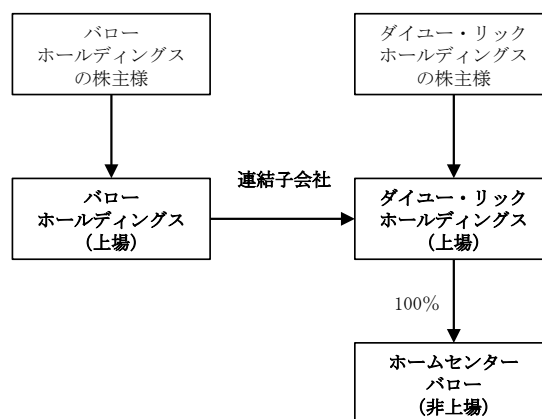 バロー
ホールディングス
の株主様
ダイユー・リック
ホールディングス
の株主様
連結子会社
バロー
ホールディングス
(上場)
ダイユー・リック
ホールディングス
(上場)
100%
ホームセンター
バロー
(非上場)